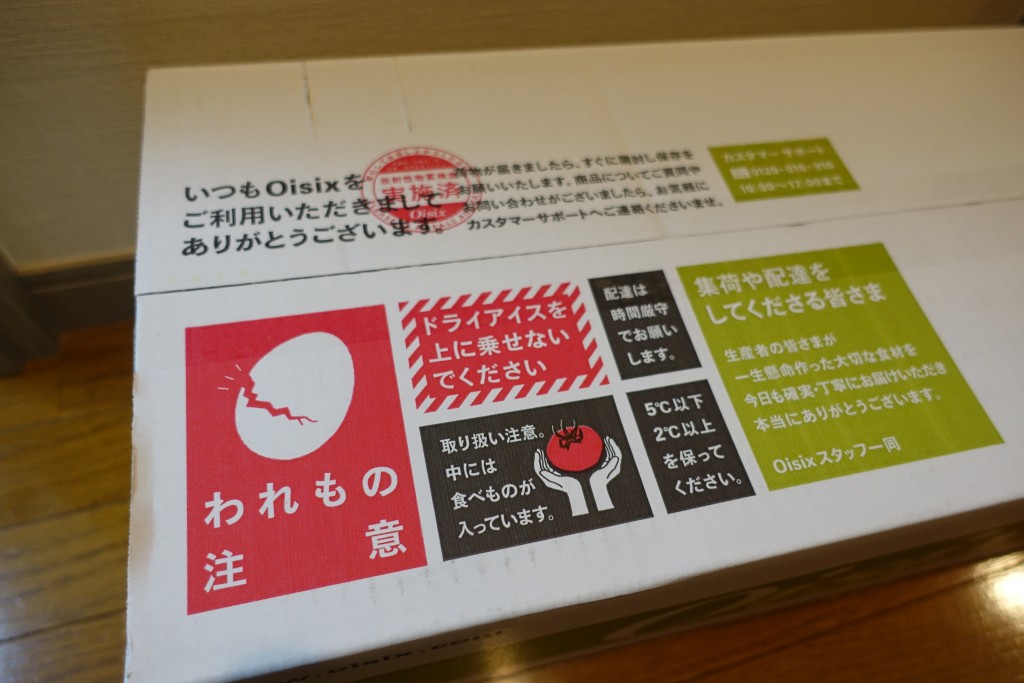 いつもOisixを
ご利用いただきまして
ありがとうございます。
実施済
Oisix
荷物が届きましたら、すぐに開封し保存を
お願いいたします。商品についてご質問や
お問い合わせがございましたら、お気軽に
カスタマーサポートへご連絡くださいませ。
カスタマーサポート
10:00〜17:00まで
われもの
注意
ドライアイスを
上に乗せない
でください
取り扱い注意。
中には
食べものが
入っています。
配達は
時間厳守
でお願い
します。
5℃以下
2℃以上
を保って
ください。
集荷や配達を
してくださる皆さま
生産者の皆さまが
一生懸命作った大切な食材を
今日も確実・丁寧にお届けいただき
本当にありがとうございます。
Oisixスタッフ一同